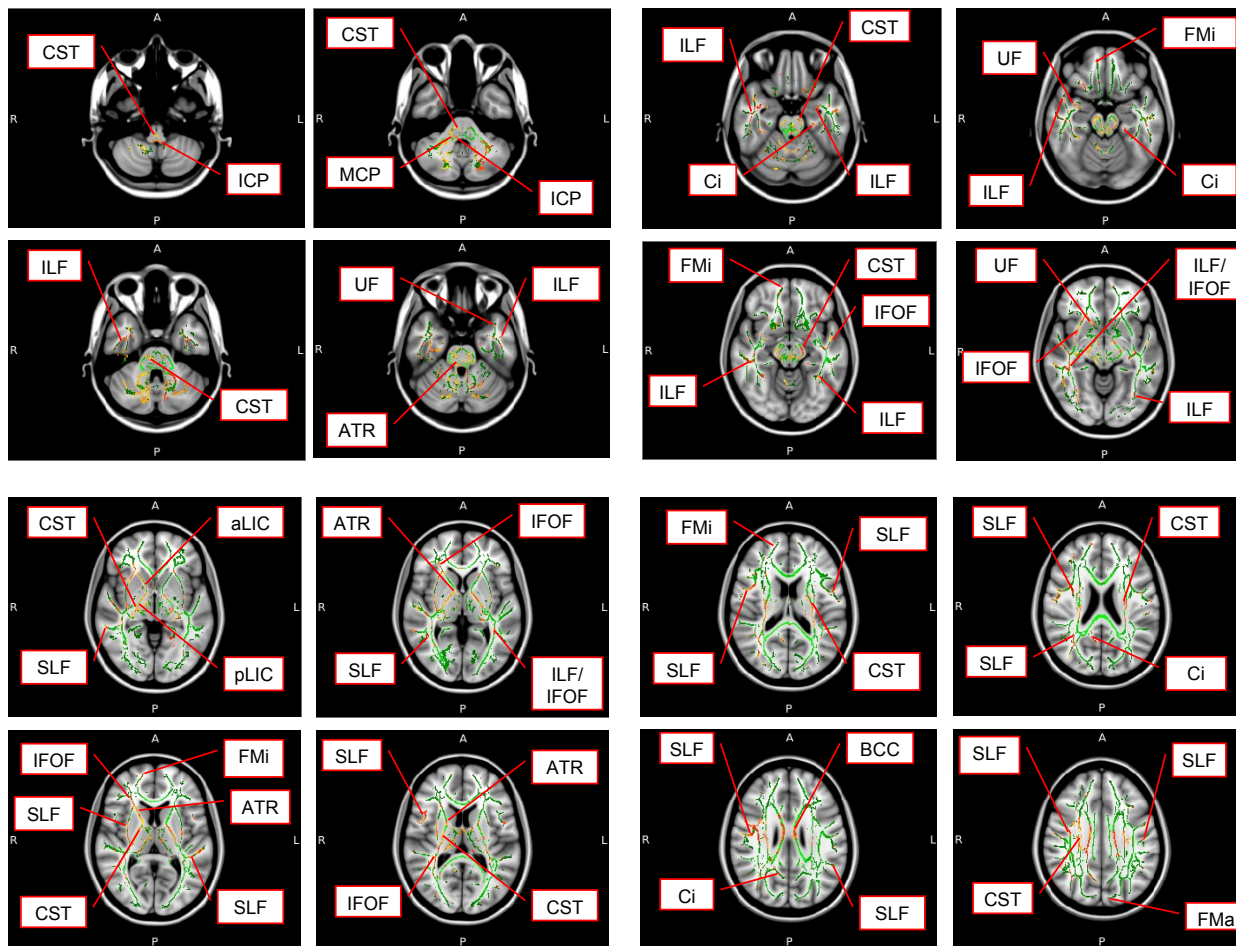 A
CST
R
ICP
P
A
CST
L
MCP
ICP
P
A
ILF
CST
R
Ci
ILF
P
A
FMi
UF
R
L
ILF
Ci
P
A
ILF
R
CST
P
A
UF
ILF
L
ATR
P
A
FMi
CST
IFOF
R
ILF
ILF
P
A
UF
ILF/
IFOF
R
L
IFOF
ILF
P
A
CST
aLIC
R
SLF
pLIC
P
A
ATR
IFOF
L
SLF
ILF/
IFOF
P
A
FMi
SLF
R
SLF
CST
P
A
SLF
CST
R
L
SLF
Ci
P
A
IFOF
FMi
ATR
SLF
R
CST
SLF
P
A
SLF
ATR
L
IFOF
CST
P
A
SLF
BCC
R
Ci
SLF
P
A
SLF
SLF
R
L
CST
FMa
P